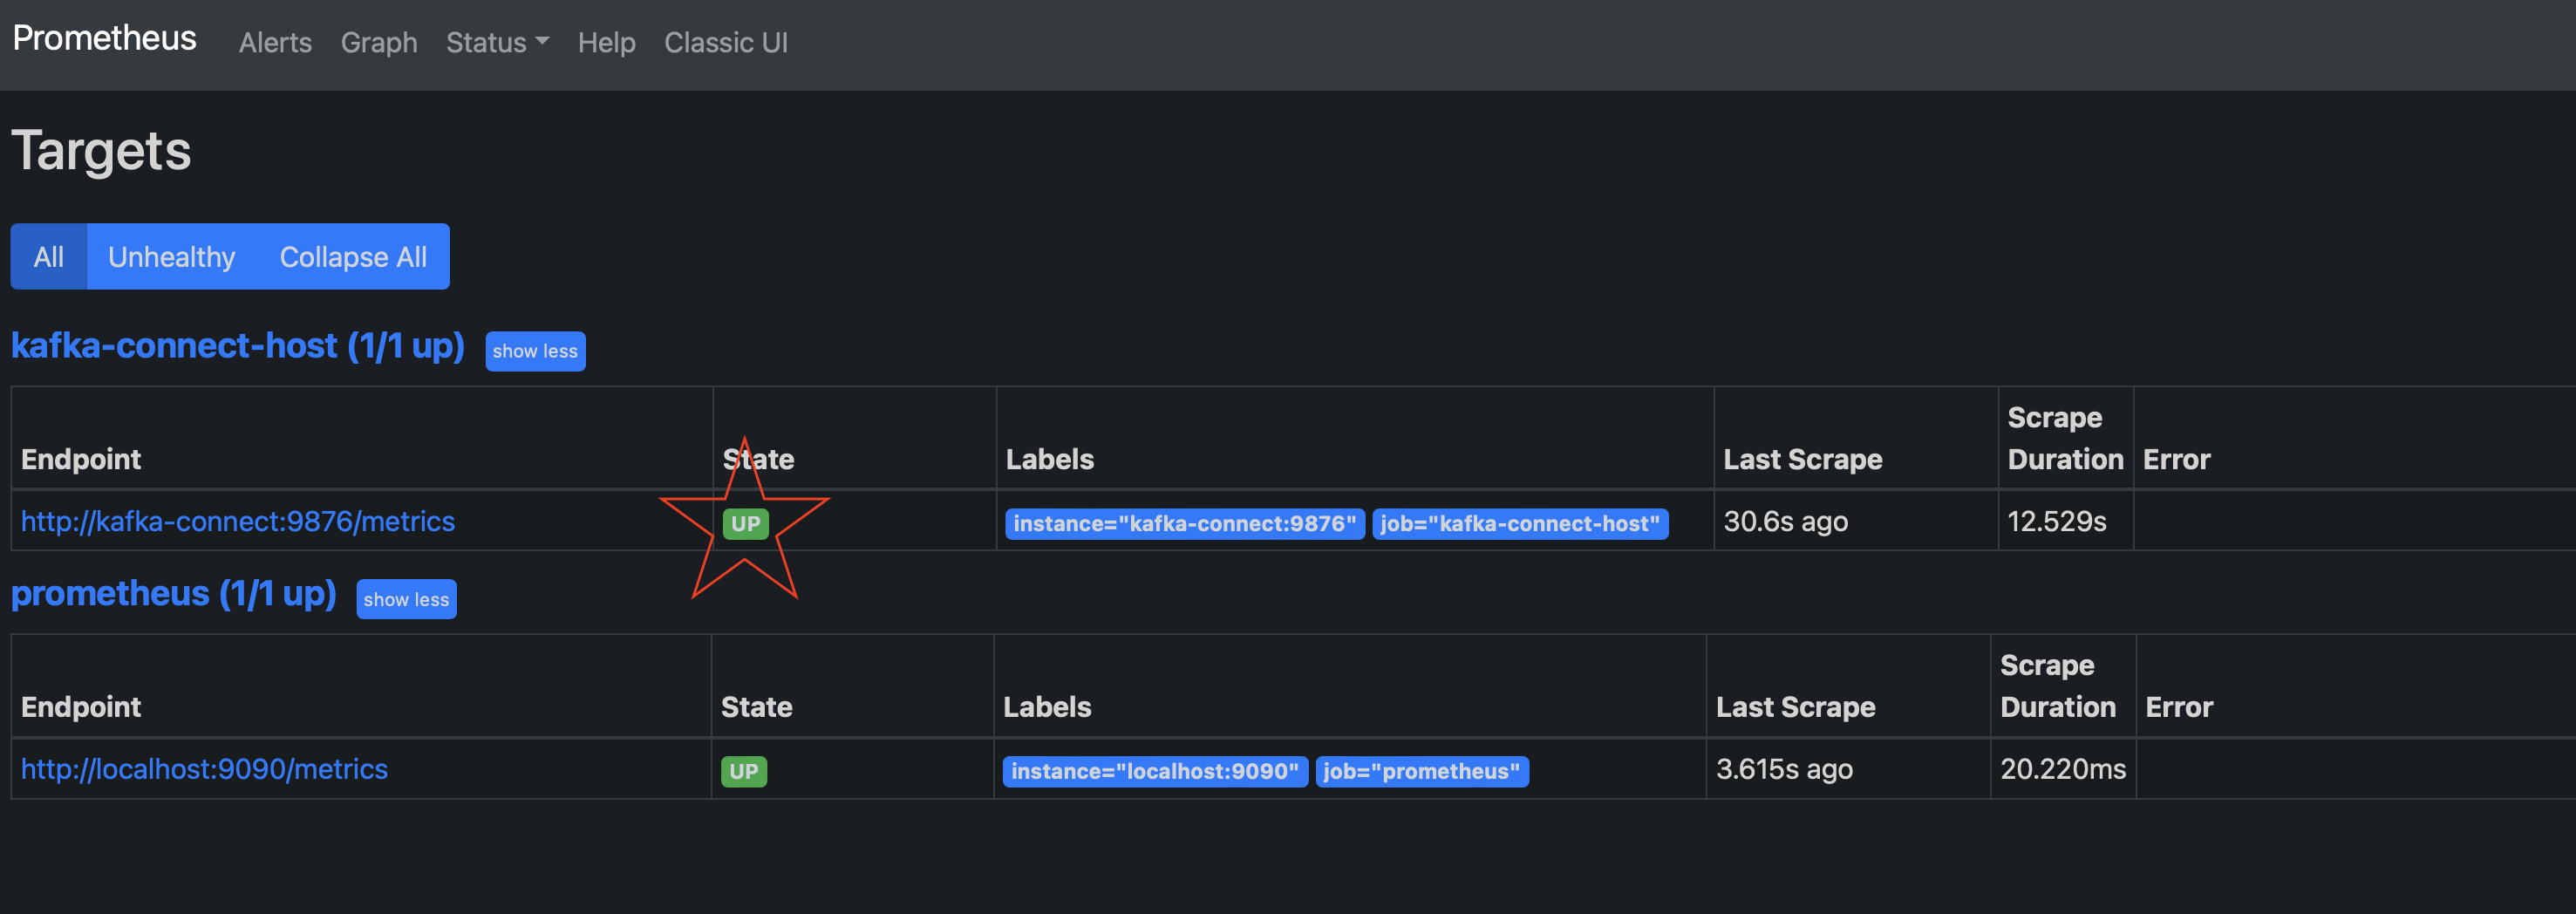 Prometheus Alerts Graph Status Help Classic UI
Targets
All Unhealthy Collapse All
kafka-connect-host (1/1 up) show less
Endpoint State Labels Last Scrape Scrape Duration Error
http://kafka-connect:9876/metrics UP instance="kafka-connect:9876" job="kafka-connect-host" 30.6s ago 12.529s
prometheus (1/1 up) show less
Endpoint State Labels Last Scrape Scrape Duration Error
http://localhost:9090/metrics UP instance="localhost:9090" job="prometheus" 3.615s ago 20.220ms